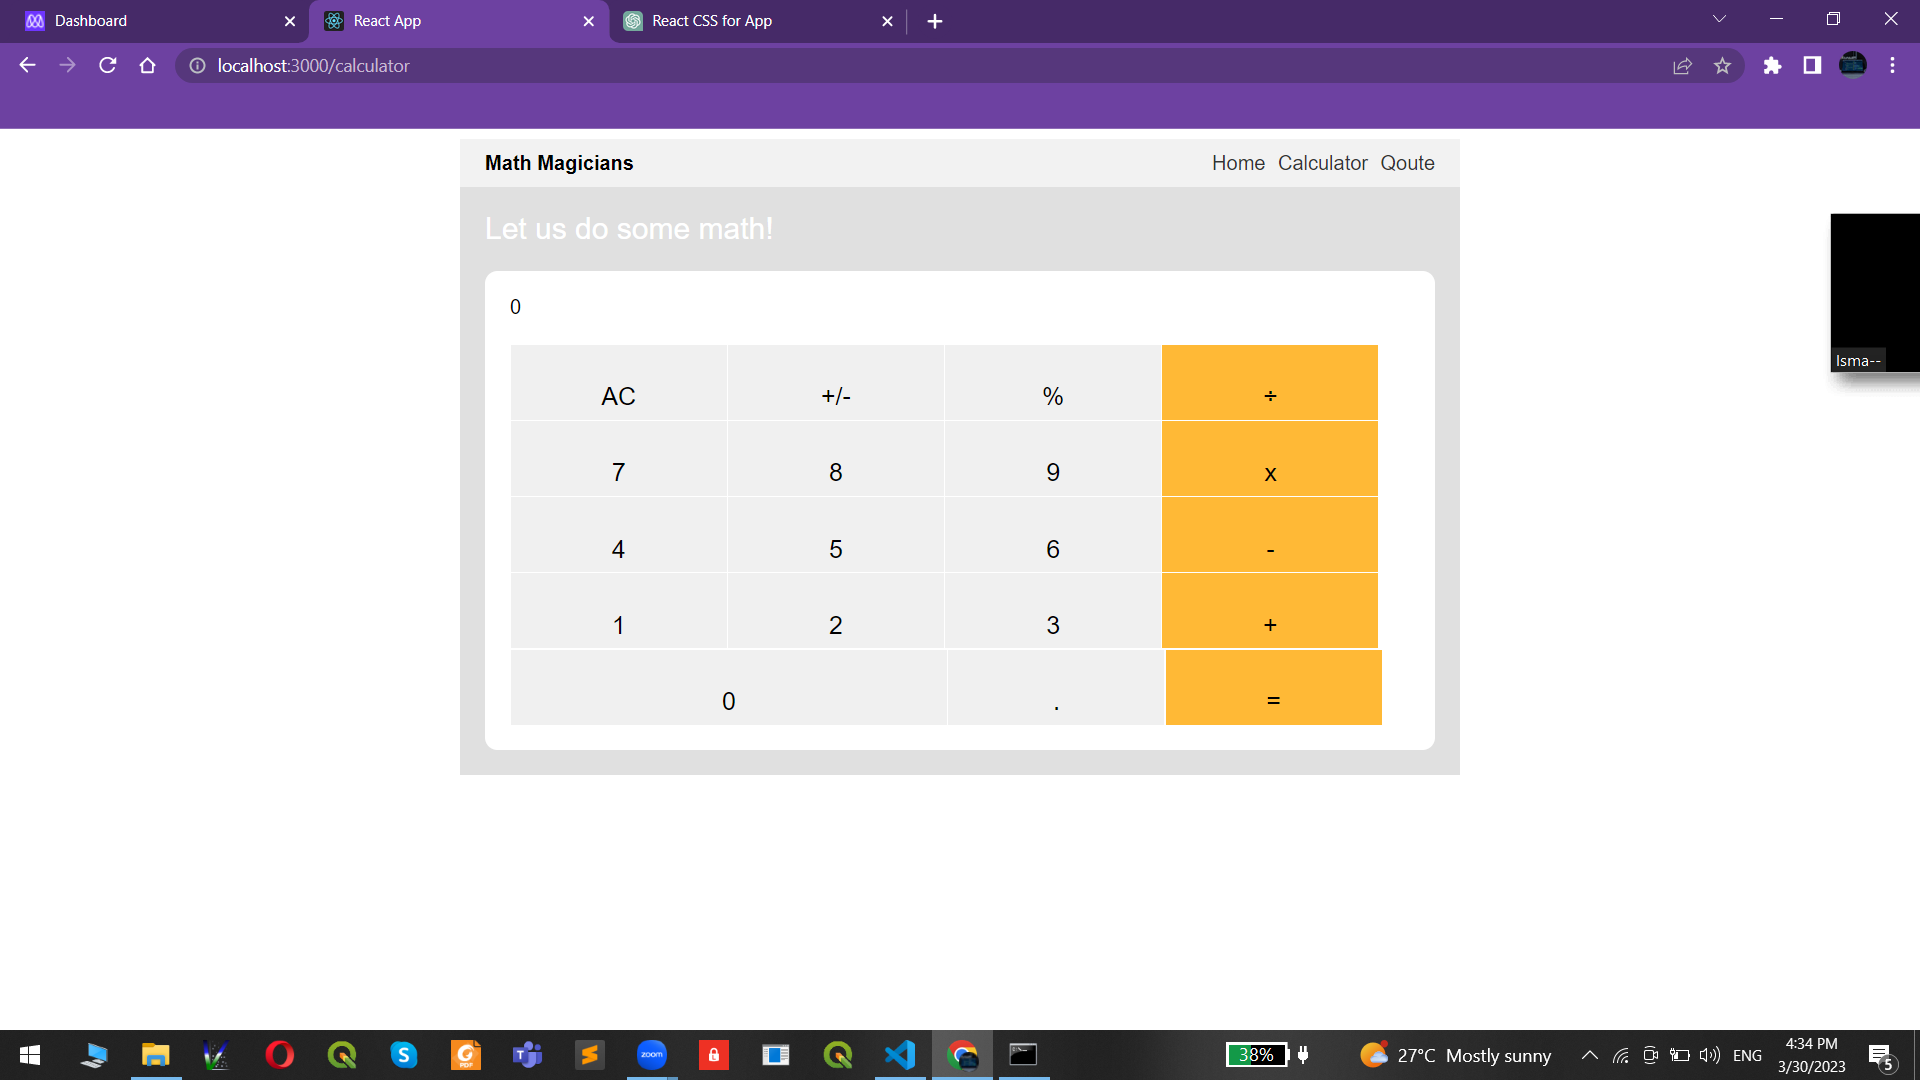 Dashboard
React App
React CSS for App
localhost:3000/calculator
Math Magicians
Home Calculator Qoute
Let us do some math!
0
AC +/- % ÷
7 8 9 x
4 5 6 -
1 2 3 +
0 . =
Isma--
zoom
38%
27°C Mostly sunny
ENG
4:34 PM
3/30/2023
5